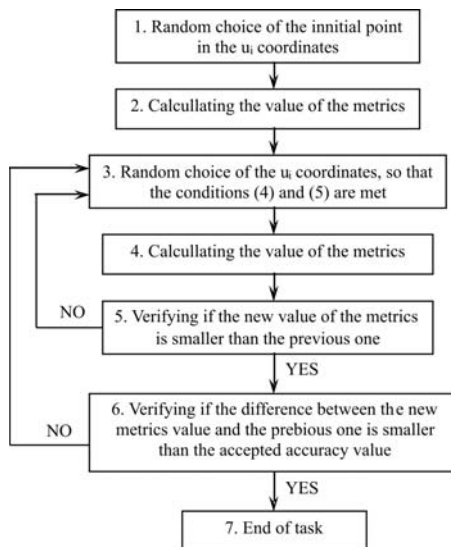 1. Random choice of the innitial point
in the uᵢ coordinates
2. Calcullating the value of the metrics
3. Random choice of the uᵢ coordinates, so that
the conditions (4) and (5) are met
4. Calcullating the value of the metrics
NO
5. Verifying if the new value of the metrics
is smaller than the previous one
YES
6. Verifying if the difference between the new
metrics value and the prebious one is smaller
than the accepted accuracy value
NO
YES
7. End of task